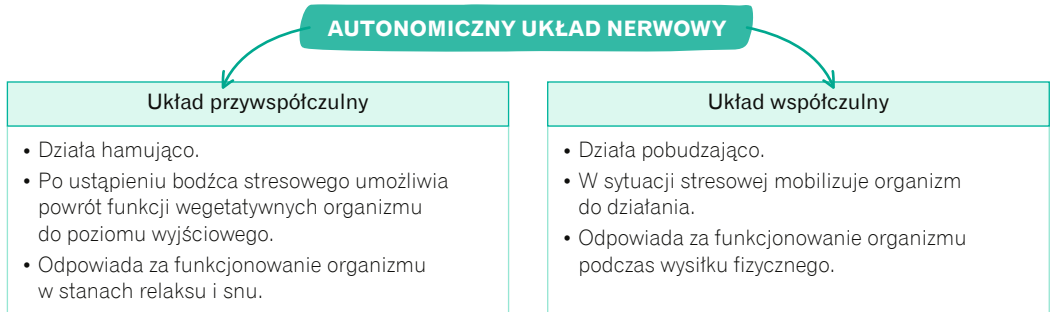 AUTONOMICZNY UKŁAD NERWOWY
Układ przywspółczulny
• Działa hamująco.
• Po ustąpieniu bodźca stresowego umożliwia
powrót funkcji wegetatywnych organizmu
do poziomu wyjściowego.
• Odpowiada za funkcjonowanie organizmu
w stanach relaksu i snu.
Układ współczulny
• Działa pobudzająco.
• W sytuacji stresowej mobilizuje organizm
do działania.
• Odpowiada za funkcjonowanie organizmu
podczas wysiłku fizycznego.